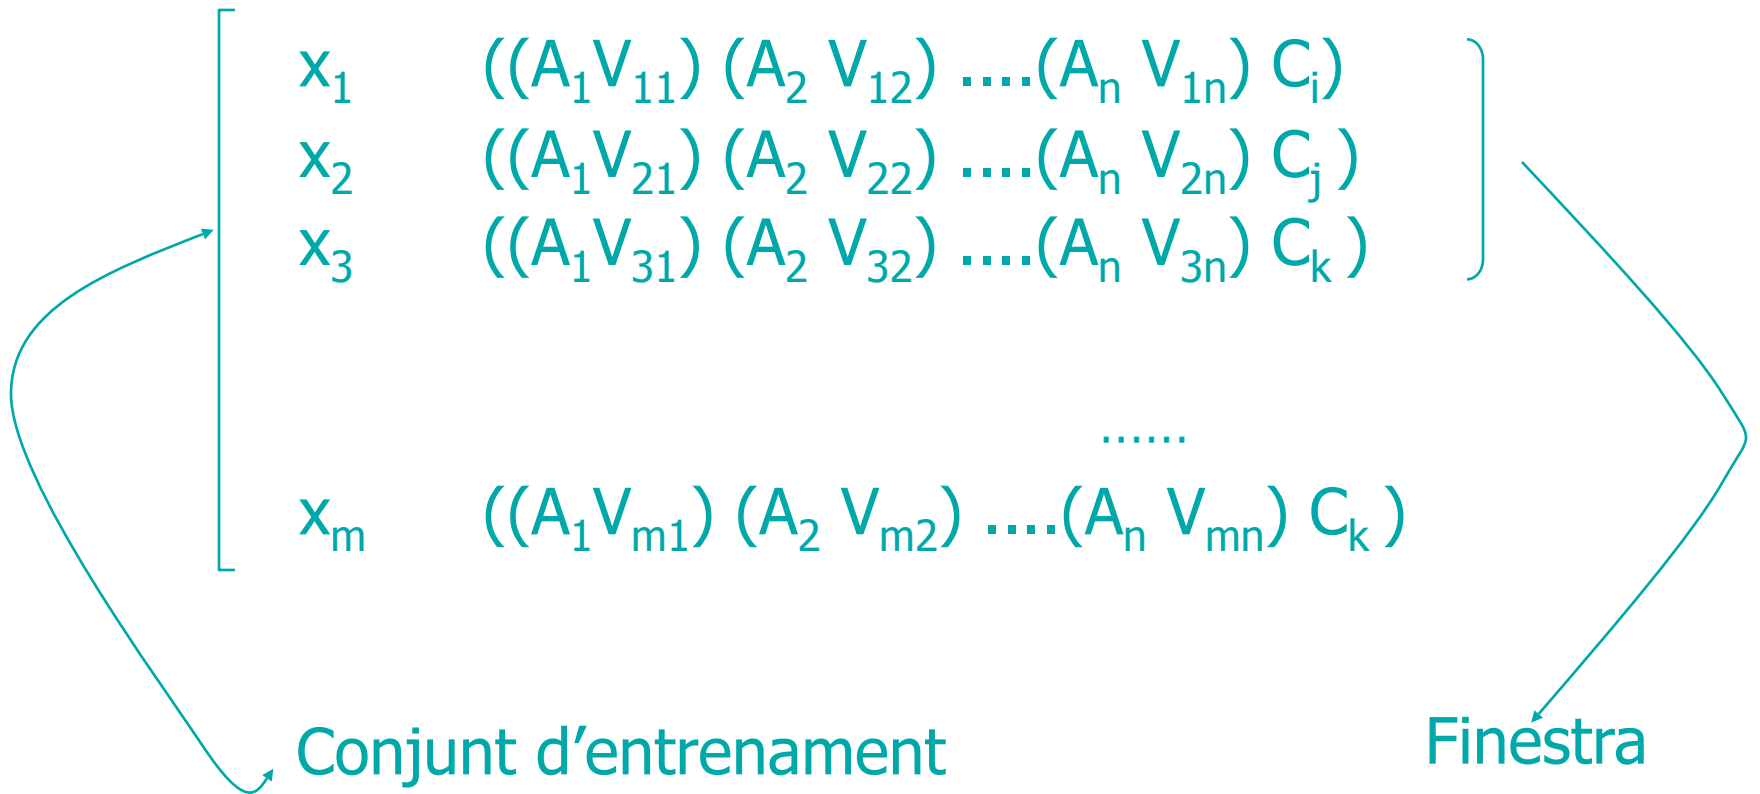 x₁ ((A₁V₁₁) (A₂ V₁₂) ....(Aₙ V₁ₙ) Cᵢ)
x₂ ((A₁V₂₁) (A₂ V₂₂) ....(Aₙ V₂ₙ) Cⱼ )
x₃ ((A₁V₃₁) (A₂ V₃₂) ....(Aₙ V₃ₙ) Cₖ )
......
xₘ ((A₁Vₘ₁) (A₂ Vₘ₂) ....(Aₙ Vₘₙ) Cₖ )
Conjunt d’entrenament
Finestra